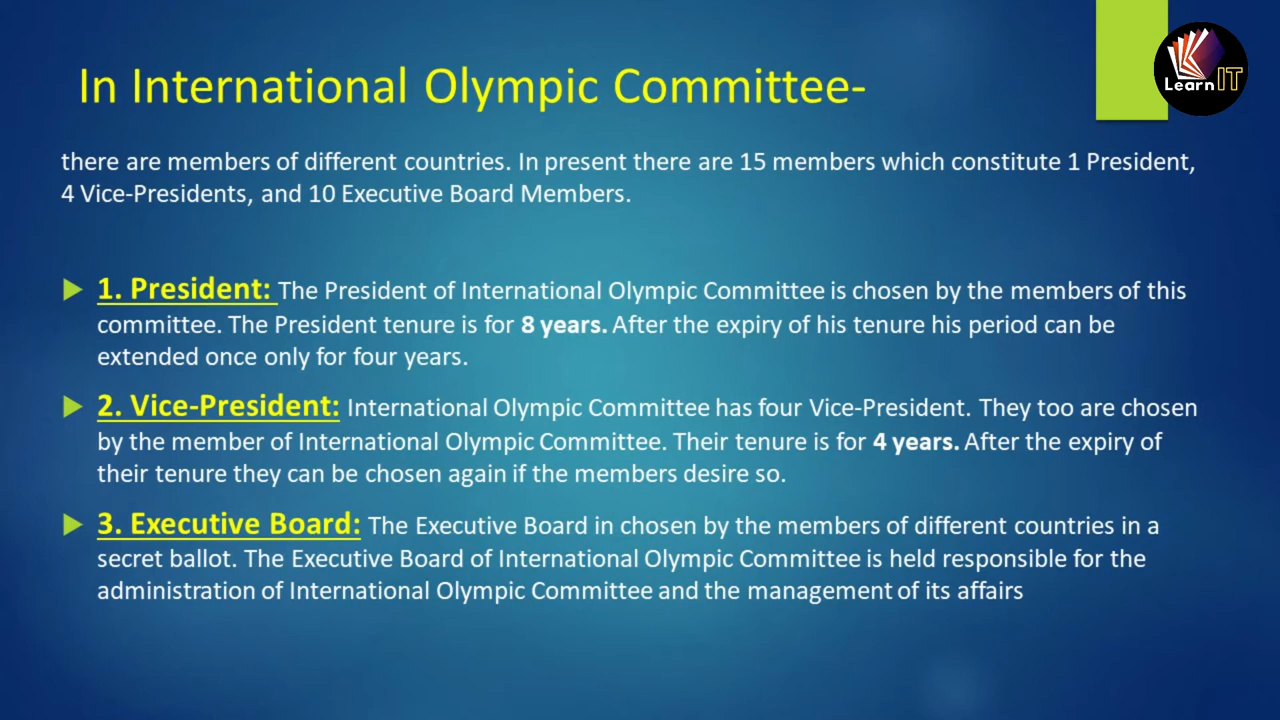 In International Olympic Committee-
LearnIT
there are members of different countries. In present there are 15 members which constitute 1 President,
4 Vice-Presidents, and 10 Executive Board Members.
1. President: The President of International Olympic Committee is chosen by the members of this
committee. The President tenure is for 8 years. After the expiry of his tenure his period can be
extended once only for four years.
2. Vice-President: International Olympic Committee has four Vice-President. They too are chosen
by the member of International Olympic Committee. Their tenure is for 4 years. After the expiry of
their tenure they can be chosen again if the members desire so.
3. Executive Board: The Executive Board in chosen by the members of different countries in a
secret ballot. The Executive Board of International Olympic Committee is held responsible for the
administration of International Olympic Committee and the management of its affairs